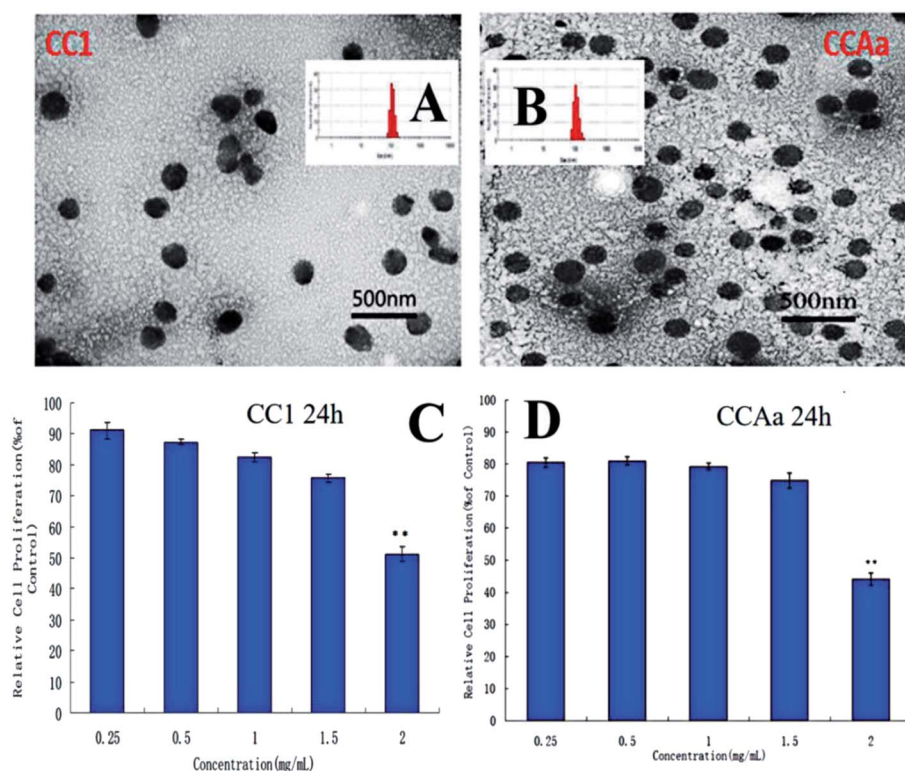 CC1
A
500nm
CCAa
B
500nm
C
CC1 24h
Relative Cell Proliferation(%of
Control)
100
90
80
70
60
50
40
30
20
10
0
**
0.25 0.5 1 1.5 2
Concentration(mg/mL)
D
CCAa 24h
Relative Cell Proliferation(%of Control)
100
90
80
70
60
50
40
30
20
10
0
**
0.25 0.5 1 1.5 2
Concentration(mg/mL)